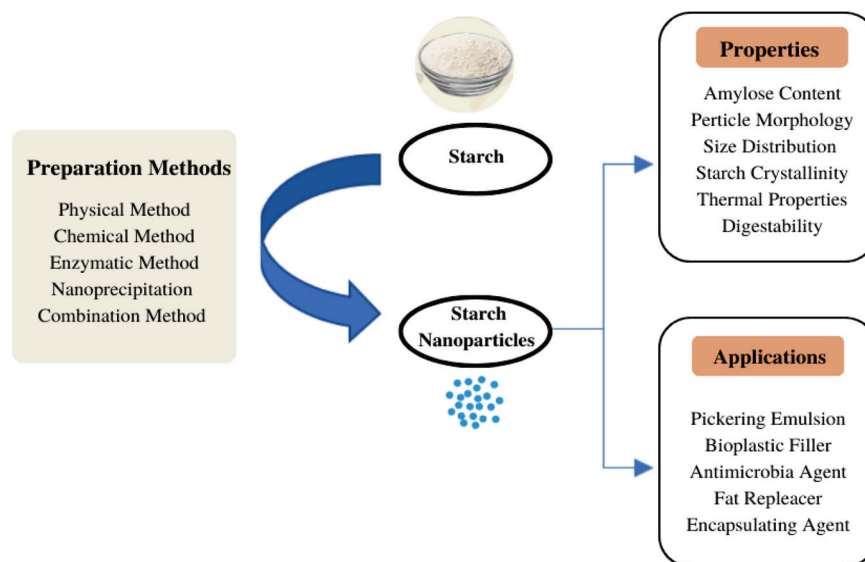 Preparation Methods
Physical Method
Chemical Method
Enzymatic Method
Nanoprecipitation
Combination Method
Starch
Starch
Nanoparticles
Properties
Amylose Content
Perticle Morphology
Size Distribution
Starch Crystallinity
Thermal Properties
Digestability
Applications
Pickering Emulsion
Bioplastic Filler
Antimicrobia Agent
Fat Repleacer
Encapsulating Agent